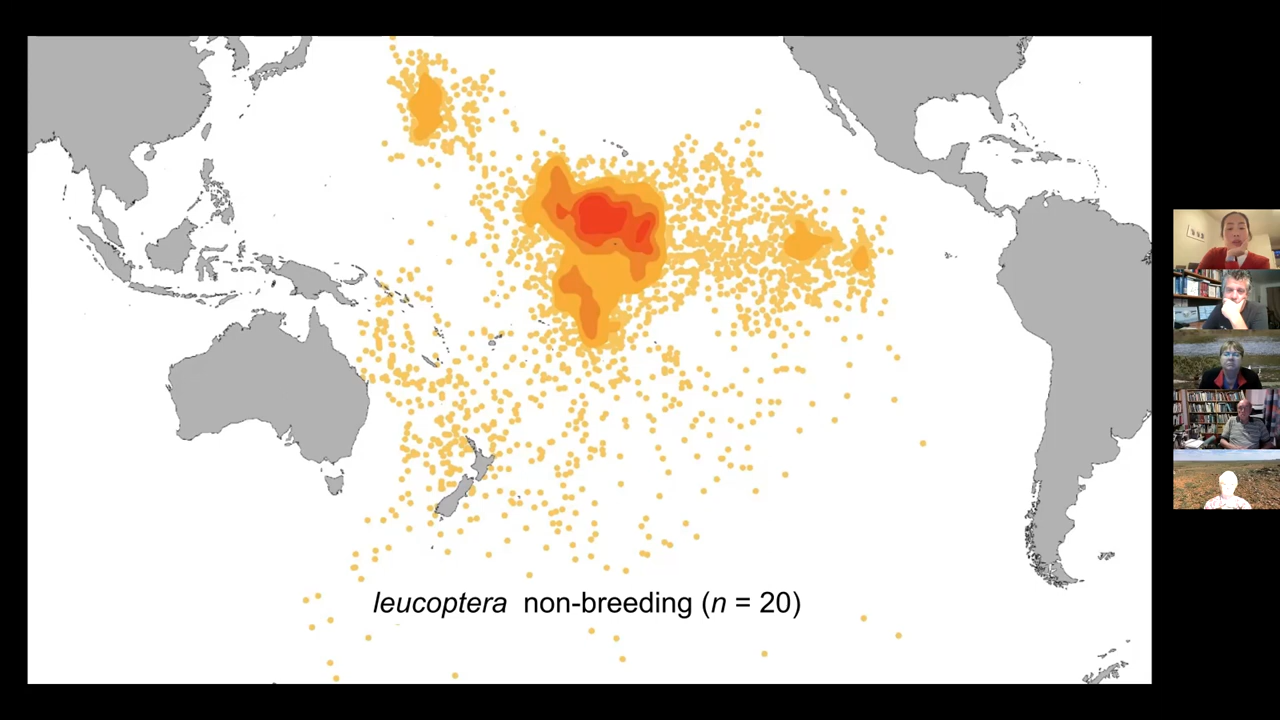 leucoptera non-breeding (n = 20)